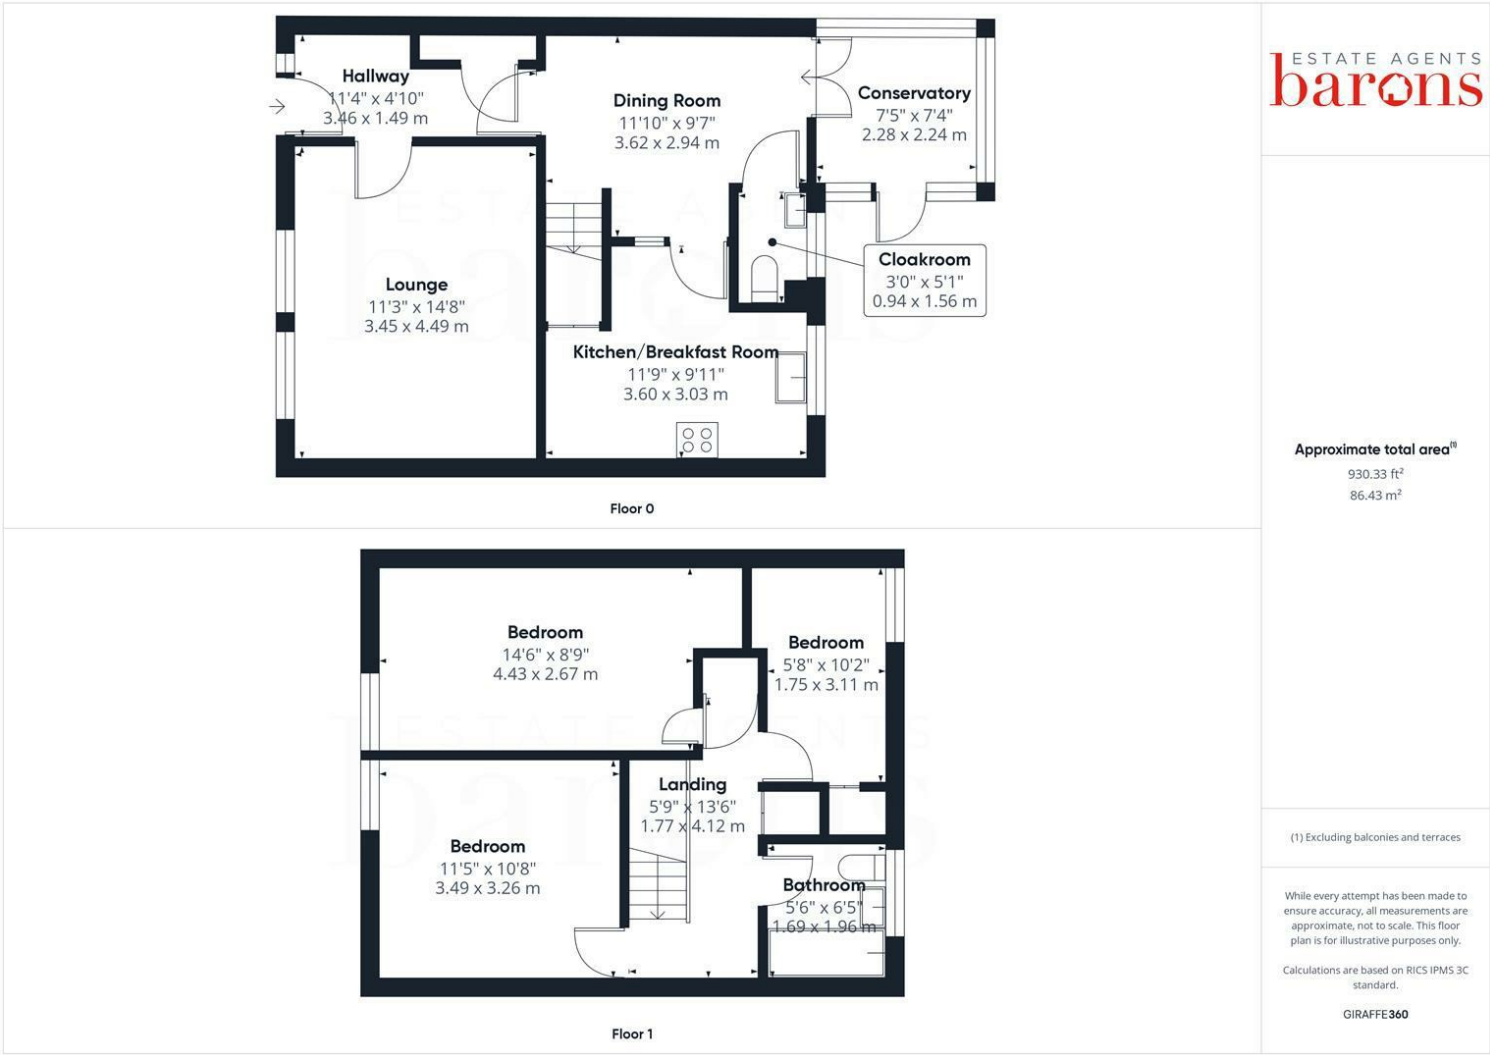 Hallway
11'4" x 4'10"
3.46 x 1.49 m
Dining Room
11'10" x 9'7"
3.62 x 2.94 m
Conservatory
7'5" x 7'4"
2.28 x 2.24 m
Lounge
11'3" x 14'8"
3.45 x 4.49 m
Cloakroom
3'0" x 5'1"
0.94 x 1.56 m
Kitchen/Breakfast Room
11'9" x 9'11"
3.60 x 3.03 m
Floor 0
ESTATE AGENTS
barons
Bedroom
14'6" x 8'9"
4.43 x 2.67 m
Bedroom
5'8" x 10'2"
1.75 x 3.11 m
Landing
5'9" x 13'6"
1.77 x 4.12 m
Bedroom
11'5" x 10'8"
3.49 x 3.26 m
Bathroom
5'6" x 6'5"
1.69 x 1.96 m
Floor 1
ESTATE AGENTS
barons
ESTATE AGENTS
barons
Approximate total area(1)
930.33 ft²
86.43 m²
(1) Excluding balconies and terraces
While every attempt has been made to
ensure accuracy, all measurements are
approximate, not to scale. This floor
plan is for illustrative purposes only.
Calculations are based on RICS IPMS 3C
standard.
GIRAFFE360